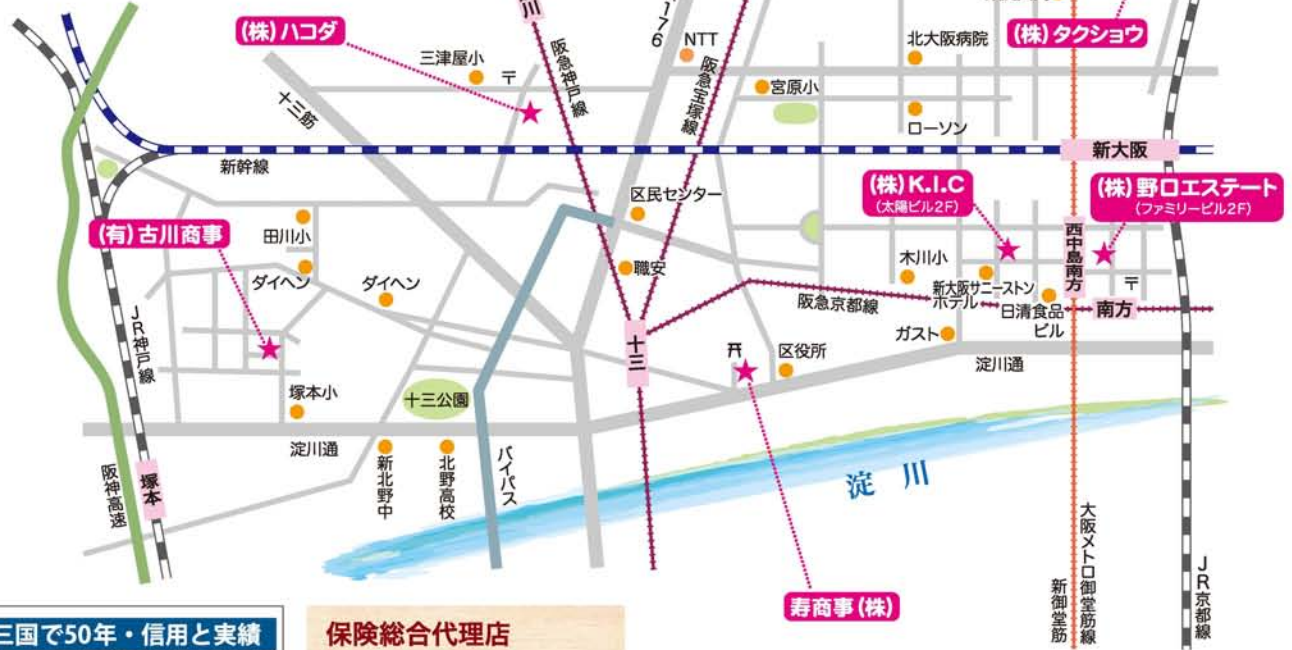 川
176
(株)ハコダ
(株)タクショウ
三津屋小
〒
NTT
北大阪病院
阪急神戸線
阪急宝塚線
宮原小
十三筋
ローソン
新幹線
新大阪
区民センター
(株)K.I.C
(太陽ビル2F)
(株)野口エステート
(ファミリービル2F)
(有)古川商事
田川小
西中島南方
職安
木川小
ダイヘン
ダイヘン
新大阪サニーストン
ホテル
〒
阪急京都線
日清食品
ビル
南方
JR神戸線
十三
ガスト
区役所
淀川通
塚本小
十三公園
淀川通
バイパス
阪神高速
塚本
新北野中
北野高校
淀川
大阪メトロ御堂筋線
新御堂筋
JR京都線
寿商事(株)
三国で50年・信用と実績
保険総合代理店